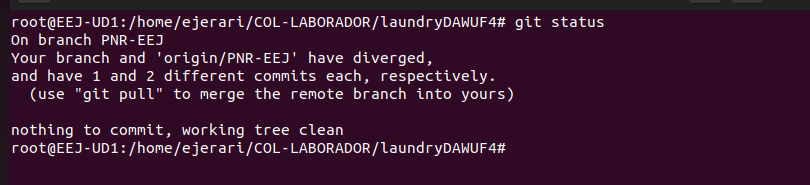 root@EEJ-UD1:/home/ejerari/COL-LABORADOR/laundryDAWUF4# git status
On branch PNR-EEJ
Your branch and 'origin/PNR-EEJ' have diverged,
and have 1 and 2 different commits each, respectively.
  (use "git pull" to merge the remote branch into yours)

nothing to commit, working tree clean
root@EEJ-UD1:/home/ejerari/COL-LABORADOR/laundryDAWUF4#